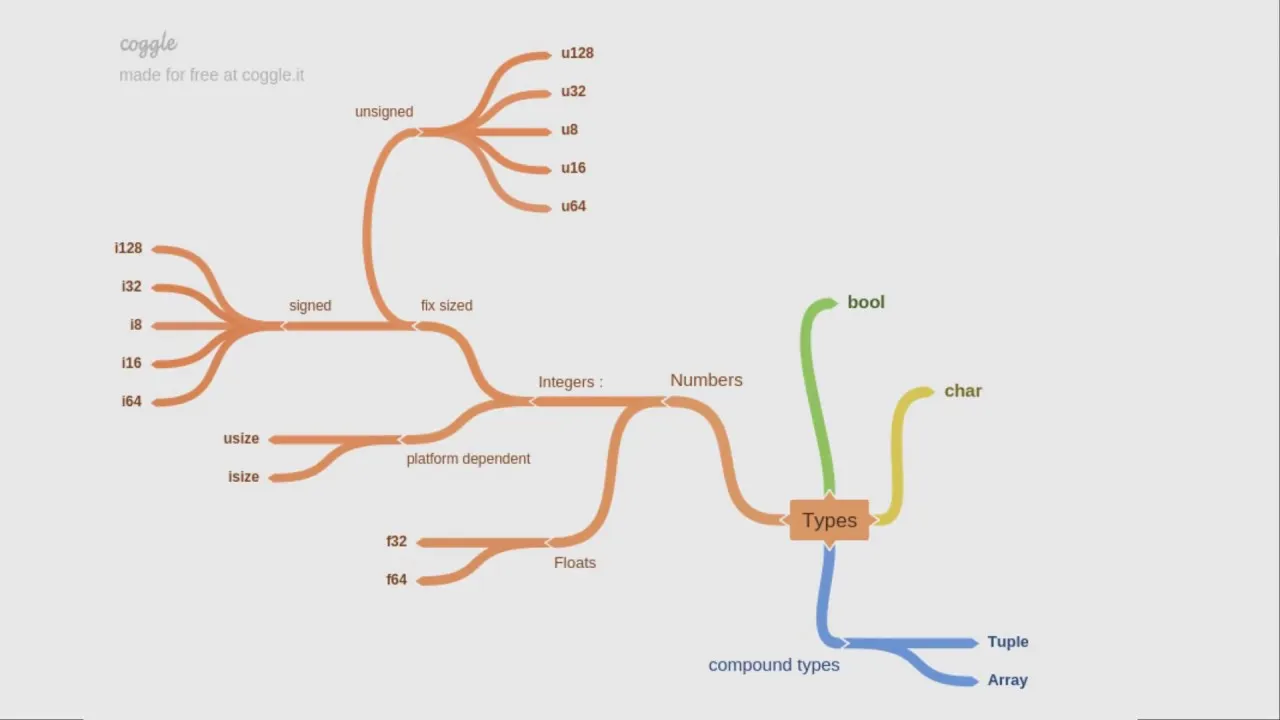 coggle
made for free at coggle.it
u128
u32
unsigned
u8
u16
u64
i128
i32
signed
fix sized
i8
i16
i64
bool
Integers :
Numbers
char
usize
platform dependent
isize
Types
f32
Floats
f64
compound types
Tuple
Array